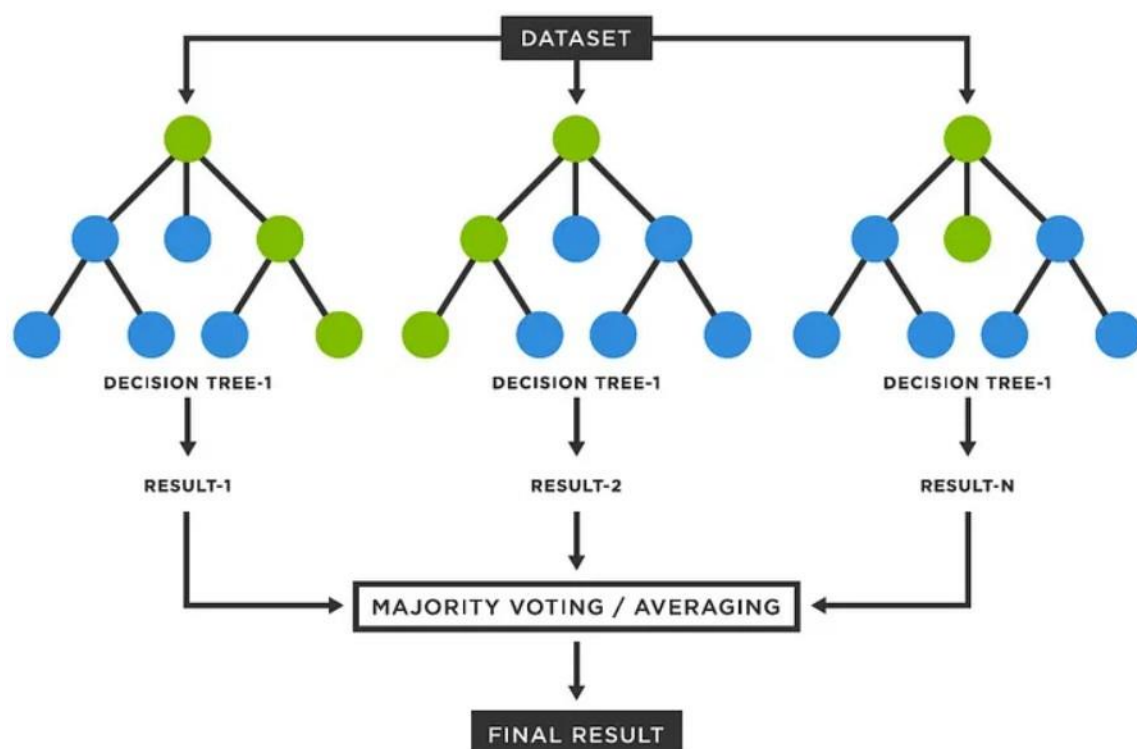 DATASET
DECISION TREE-1
DECISION TREE-1
DECISION TREE-1
RESULT-1
RESULT-2
RESULT-N
MAJORITY VOTING / AVERAGING
FINAL RESULT